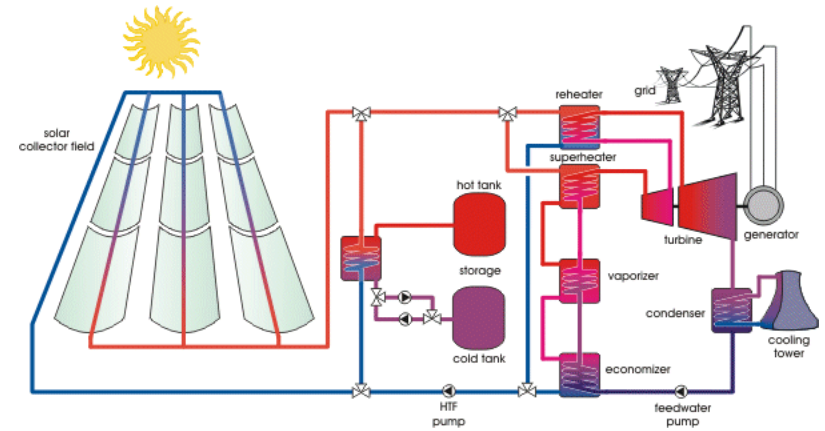 solar
collector field
reheater
grid
superheater
hot tank
storage
turbine
generator
vaporizer
condenser
cooling
tower
cold tank
economizer
HTF
pump
feedwater
pump